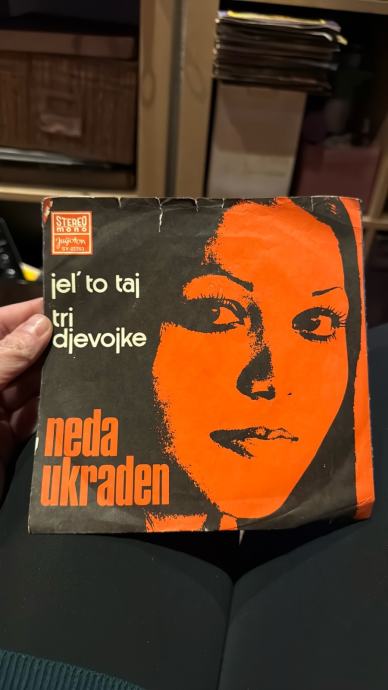 STEREO
mono
Jugoton
jel' to taj
tri
djevojke
neda
ukraden